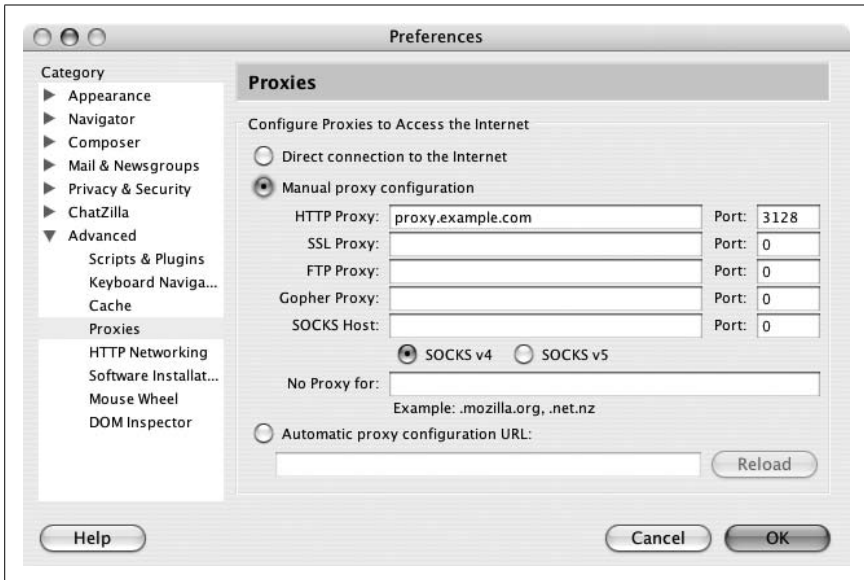 Preferences
Category
Appearance
Navigator
Composer
Mail & Newsgroups
Privacy & Security
ChatZilla
Advanced
Scripts & Plugins
Keyboard Naviga...
Cache
Proxies
HTTP Networking
Software Installat...
Mouse Wheel
DOM Inspector
Proxies
Configure Proxies to Access the Internet
Direct connection to the Internet
Manual proxy configuration
HTTP Proxy: proxy.example.com Port: 3128
SSL Proxy: Port: 0
FTP Proxy: Port: 0
Gopher Proxy: Port: 0
SOCKS Host: Port: 0
SOCKS v4 SOCKS v5
No Proxy for:
Example: .mozilla.org, .net.nz
Automatic proxy configuration URL:
Reload
Help Cancel OK